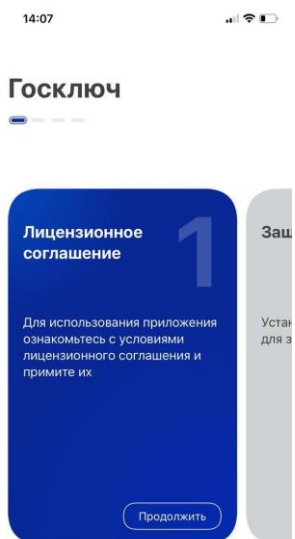 14:07
Госключ
Лицензионное
соглашение
1
Для использования приложения
ознакомьтесь с условиями
лицензионного соглашения и
примите их
Продолжить
Защ
Устан
для з